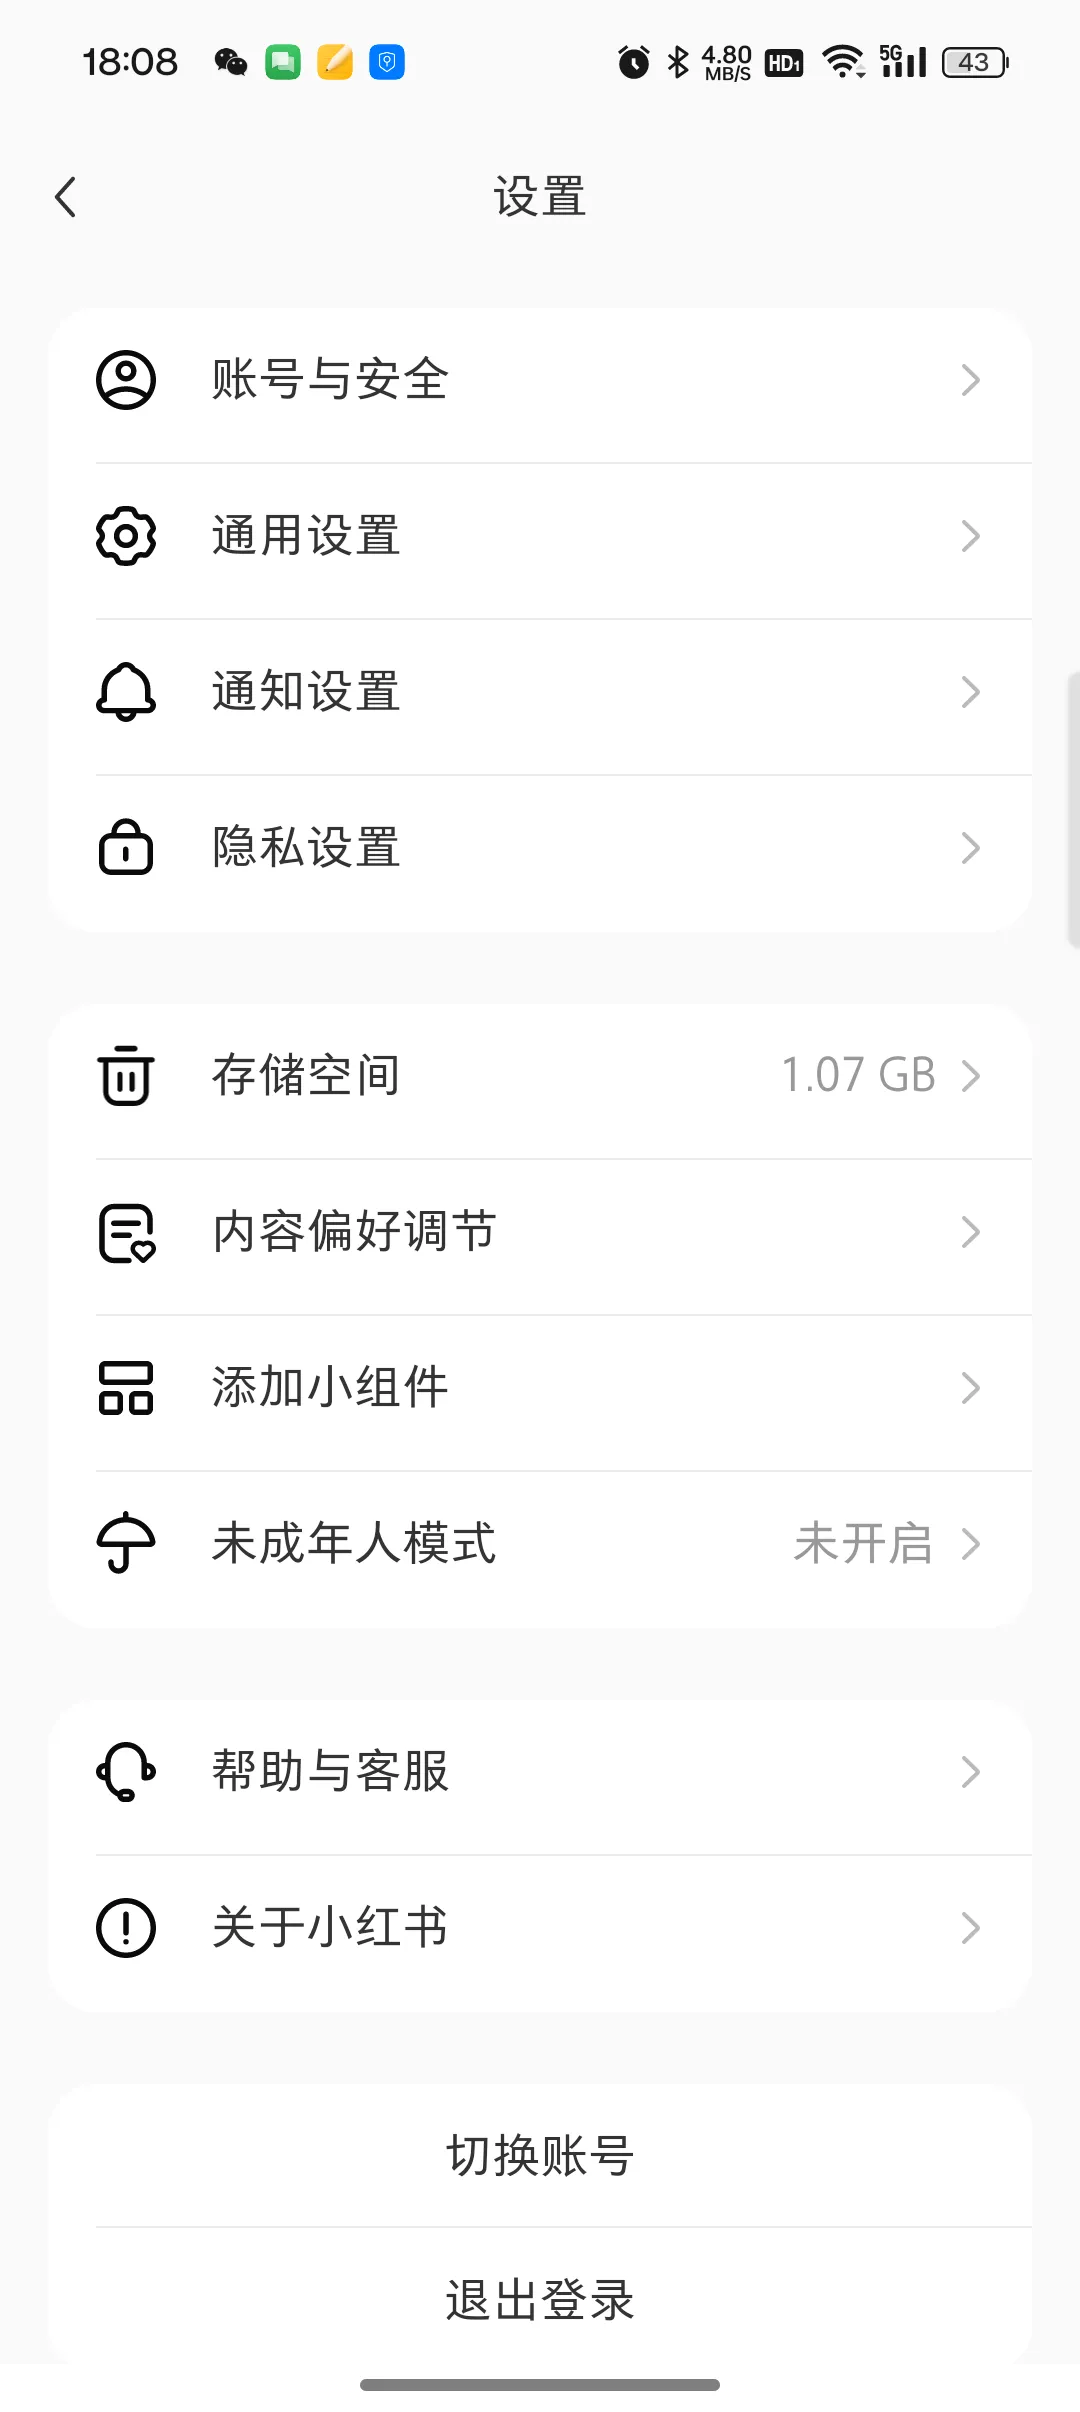 18:08 4.80 MB/S HD1 5G 43
设置
账号与安全
通用设置
通知设置
隐私设置
存储空间 1.07 GB
内容偏好调节
添加小组件
未成年人模式 未开启
帮助与客服
关于小红书
切换账号
退出登录